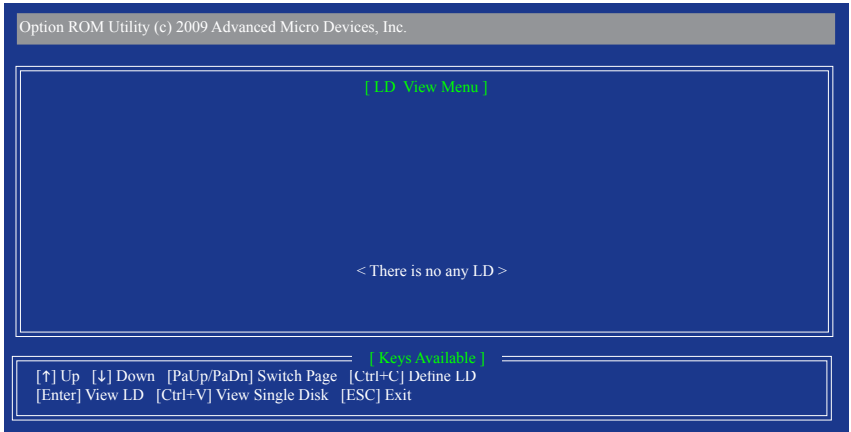 Option ROM Utility (c) 2009 Advanced Micro Devices, Inc.
[ LD  View Menu ]
< There is no any LD >
[ Keys Available ]
[↑] Up   [↓] Down   [PaUp/PaDn] Switch Page   [Ctrl+C] Define LD
[Enter] View LD   [Ctrl+V] View Single Disk   [ESC] Exit